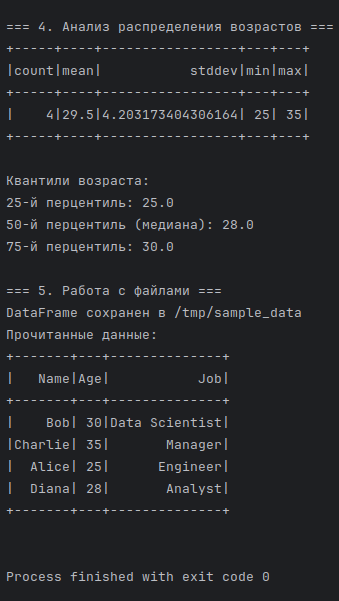 === 4. Анализ распределения возрастов ===
+-----+----+-----------------+---+---+
|count|mean|           stddev|min|max|
+-----+----+-----------------+---+---+
|    4|29.5|4.203173404306164| 25| 35|
+-----+----+-----------------+---+---+
Квантили возраста:
25-й перцентиль: 25.0
50-й перцентиль (медиана): 28.0
75-й перцентиль: 30.0
=== 5. Работа с файлами ===
DataFrame сохранен в /tmp/sample_data
Прочитанные данные:
+-------+---+--------------+
|   Name|Age|           Job|
+-------+---+--------------+
|    Bob| 30|Data Scientist|
|Charlie| 35|       Manager|
|  Alice| 25|      Engineer|
|  Diana| 28|       Analyst|
+-------+---+--------------+
Process finished with exit code 0